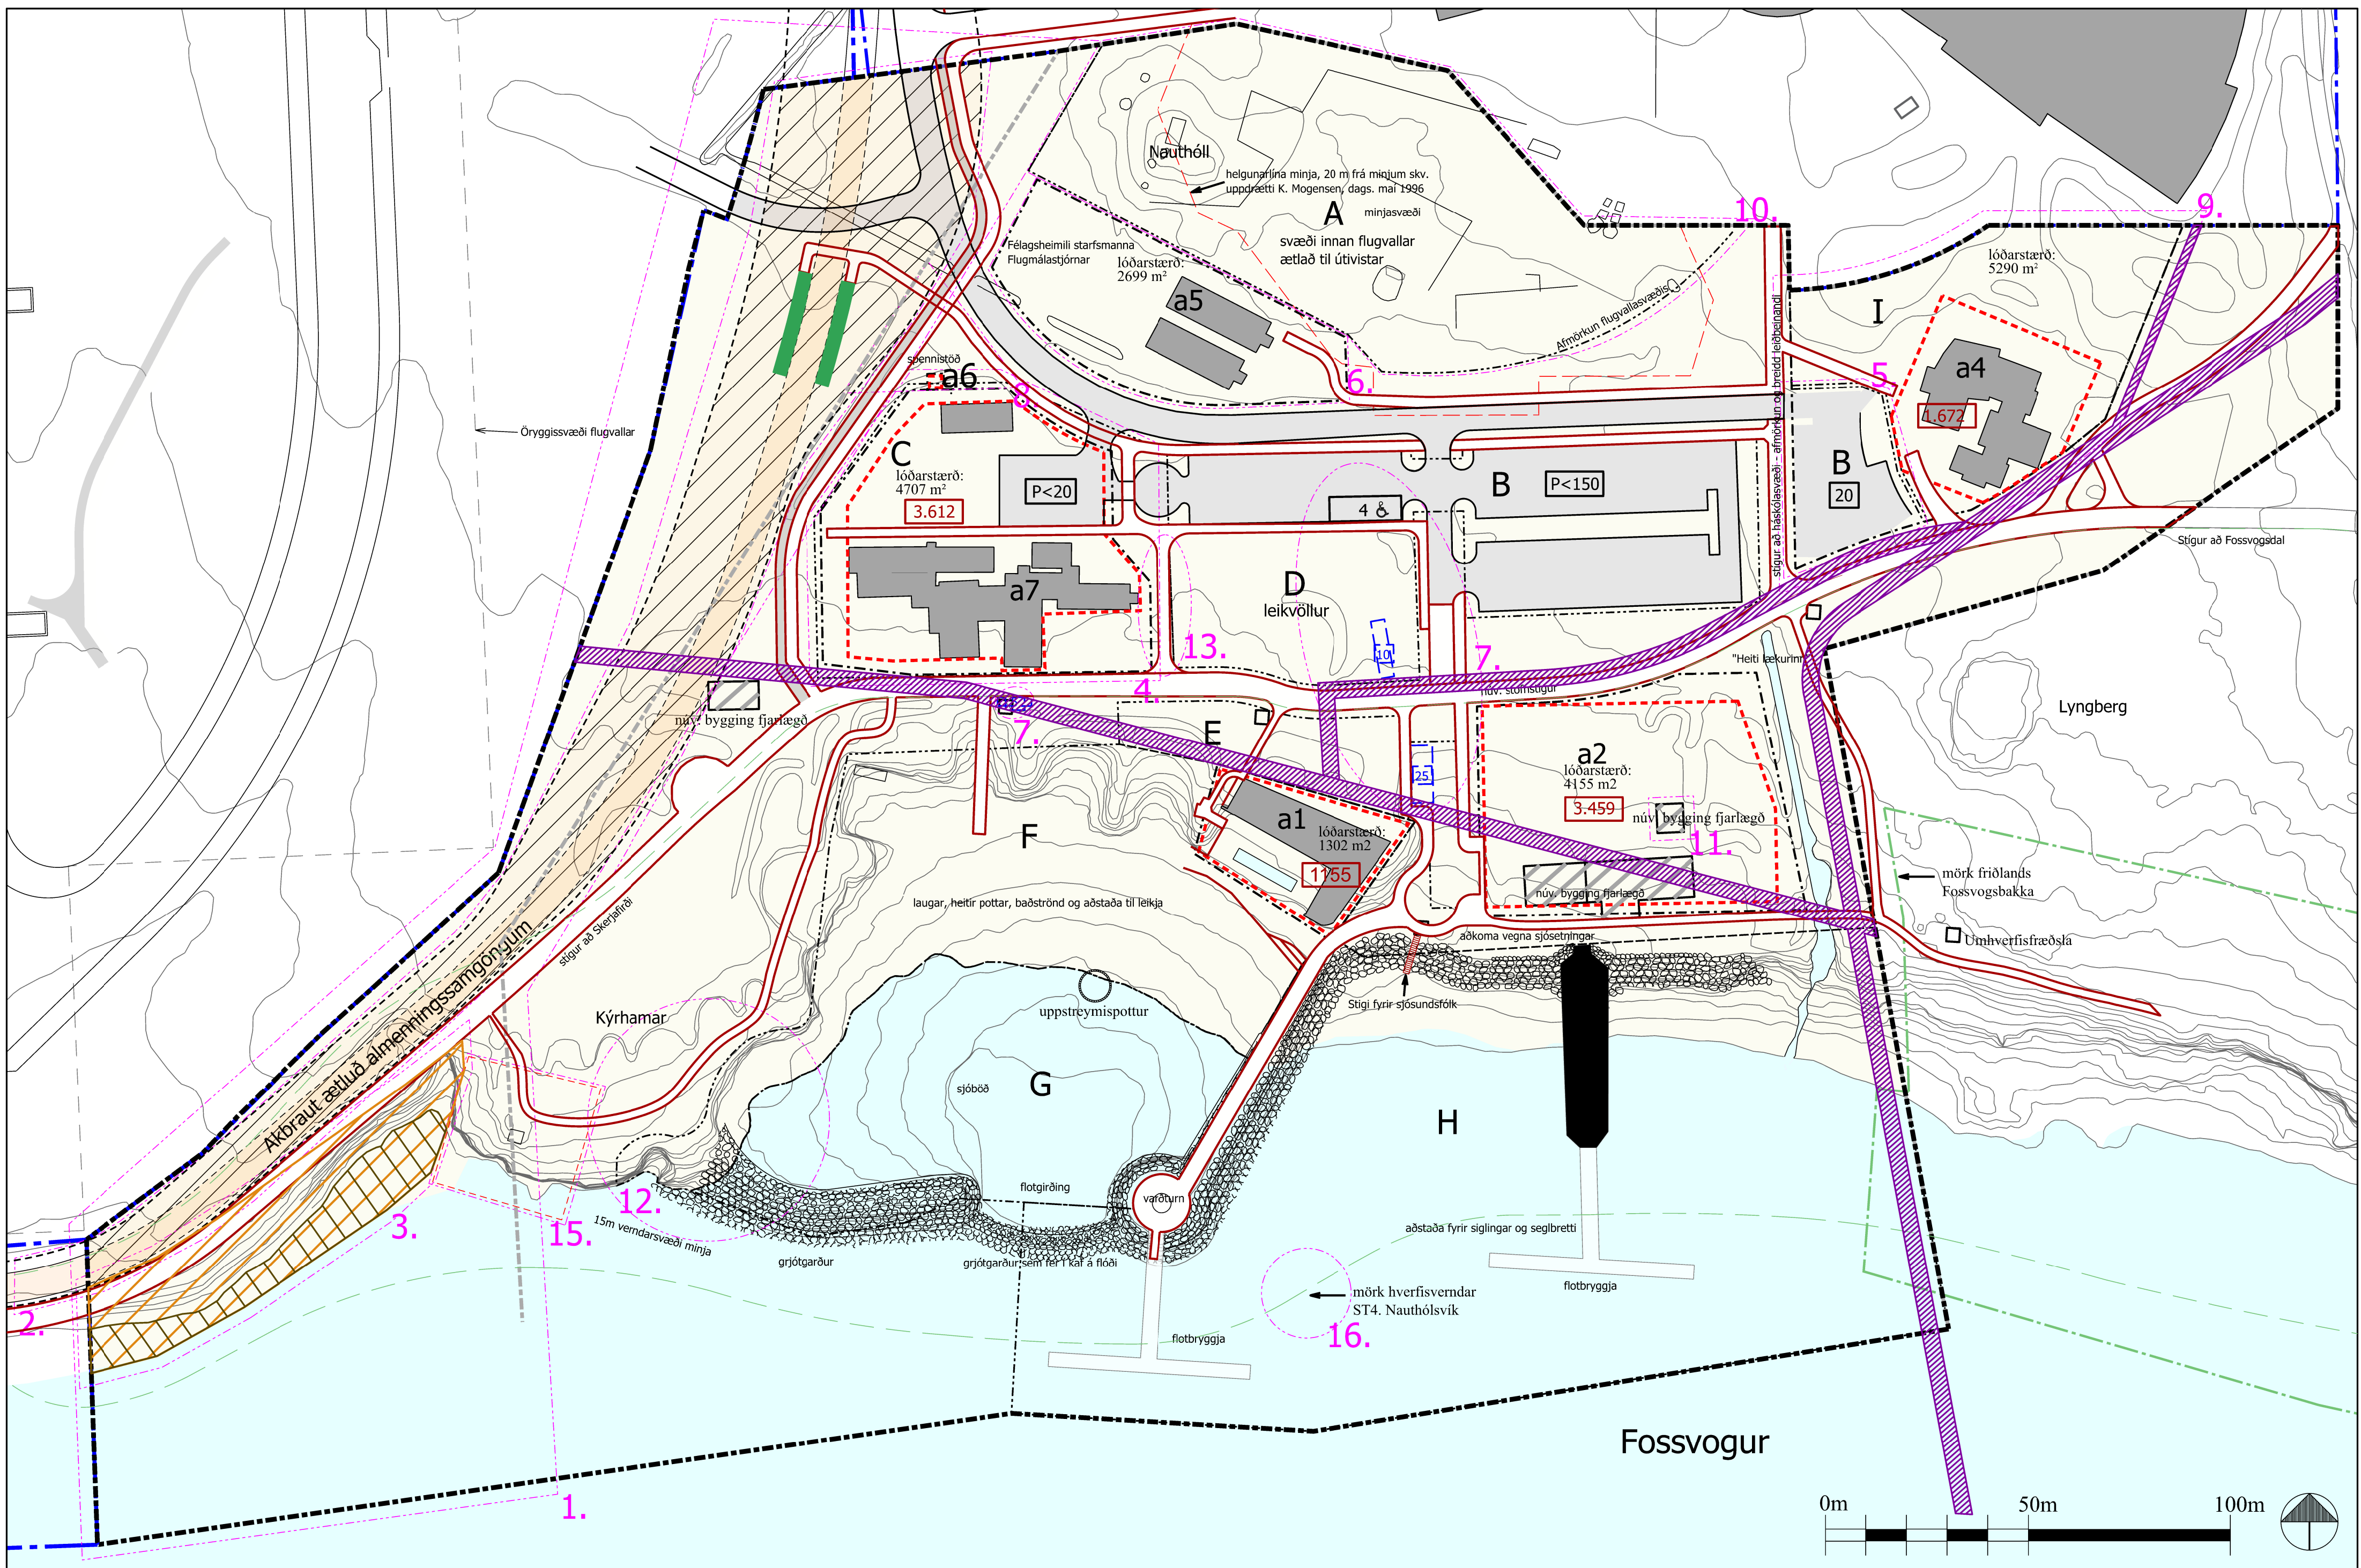 Nauthóll
helgunarlína minja, 20 m frá minjum skv.
uppdrætti K. Mogensen, dags. maí 1996
A
minjasvæði
svæði innan flugvallar
ætlað til útivistar
10.
9.
Félagsheimili starfsmanna
Flugmálastjórnar
lóðarstærð:
2699 m²
a5
lóðarstærð:
5290 m²
I
Afmörkun flugvallasvæðis
stígur að háskólasvæði - afmörkun og breidd leiðbeinandi
spennistöð
a6
8.
6.
5.
a4
1.672
Öryggissvæði flugvallar
C
lóðarstærð:
4707 m²
3.612
P<20
4
B
P<150
B
20
Stígur að Fossvogsdal
a7
D
leikvöllur
13.
10
7.
"Heiti lækurinn"
4.
núv. stofnstígur
núv. bygging fjarlægð
7.
E
Lyngberg
a2
lóðarstærð:
4155 m2
3.459
25
núv. bygging fjarlægð
11.
F
a1
lóðarstærð:
1302 m2
1155
núv. bygging fjarlægð
mörk friðlands
Fossvogsbakka
laugar, heitir pottar, baðströnd og aðstaða til leikja
stígur að Skerjafirði
Akbraut ætluð almenningssamgöngum
aðkoma vegna sjósetningar
Umhverfisfræðsla
Stigi fyrir sjósundsfólk
Kýrhamar
uppstreymispottur
sjóböð
G
H
flotgirðing
varðturn
12.
3.
15.
15m verndarsvæði minja
grjótgarður
grjótgarður sem fer í kaf á flóði
aðstaða fyrir siglingar og seglbretti
flotbryggja
mörk hverfisverndar
ST4. Nauthólsvík
2.
16.
flotbryggja
Fossvogur
1.
0m
50m
100m